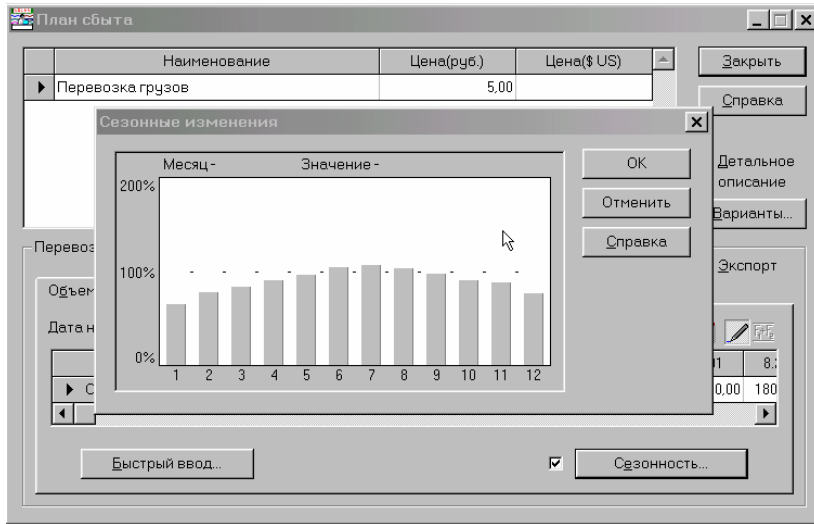 План сбыта
Наименование Цена(руб.) Цена($ US)
Закрыть
Перевозка грузов 5,00
Справка
Сезонные изменения
Месяц - Значение -
OK
200%
Детальное
описание
Отменить
Варианты...
Справка
100%
Экспорт
0%
1 2 3 4 5 6 7 8 9 10 11 12
0,00 180
Быстрый ввод...
Сезонность...